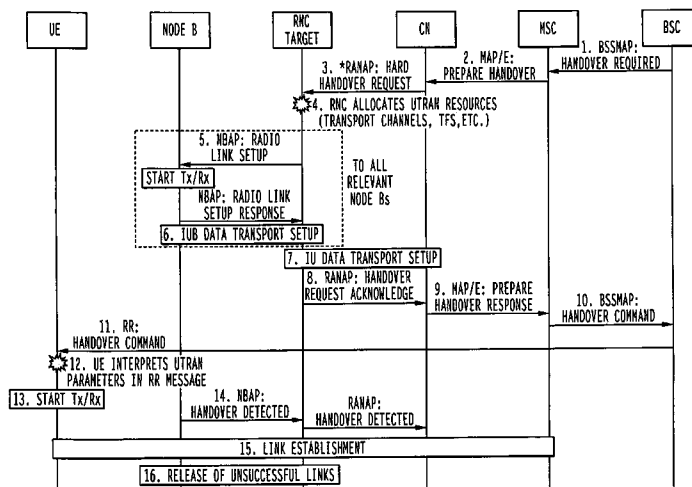 UE
NODE B
RNC
TARGET
CN
MSC
BSC
1. BSSMAP:
HANDOVER REQUIRED
2. MAP/E:
PREPARE HANDOVER
3. *RANAP: HARD
HANDOVER REQUEST
4. RNC ALLOCATES UTRAN RESOURCES
(TRANSPORT CHANNELS, TFS,ETC.)
5. NBAP: RADIO
LINK SETUP
START Tx/Rx
TO ALL
RELEVANT
NODE Bs
NBAP: RADIO LINK
SETUP RESPONSE
6. IUB DATA TRANSPORT SETUP
7. IU DATA TRANSPORT SETUP
8. RANAP: HANDOVER
REQUEST ACKNOWLEDGE
9. MAP/E: PREPARE
HANDOVER RESPONSE
10. BSSMAP:
HANDOVER COMMAND
11. RR:
HANDOVER COMMAND
12. UE INTERPRETS UTRAN
PARAMETERS IN RR MESSAGE
13. START Tx/Rx
14. NBAP:
HANDOVER DETECTED
RANAP:
HANDOVER DETECTED
15. LINK ESTABLISHMENT
16. RELEASE OF UNSUCCESSFUL LINKS